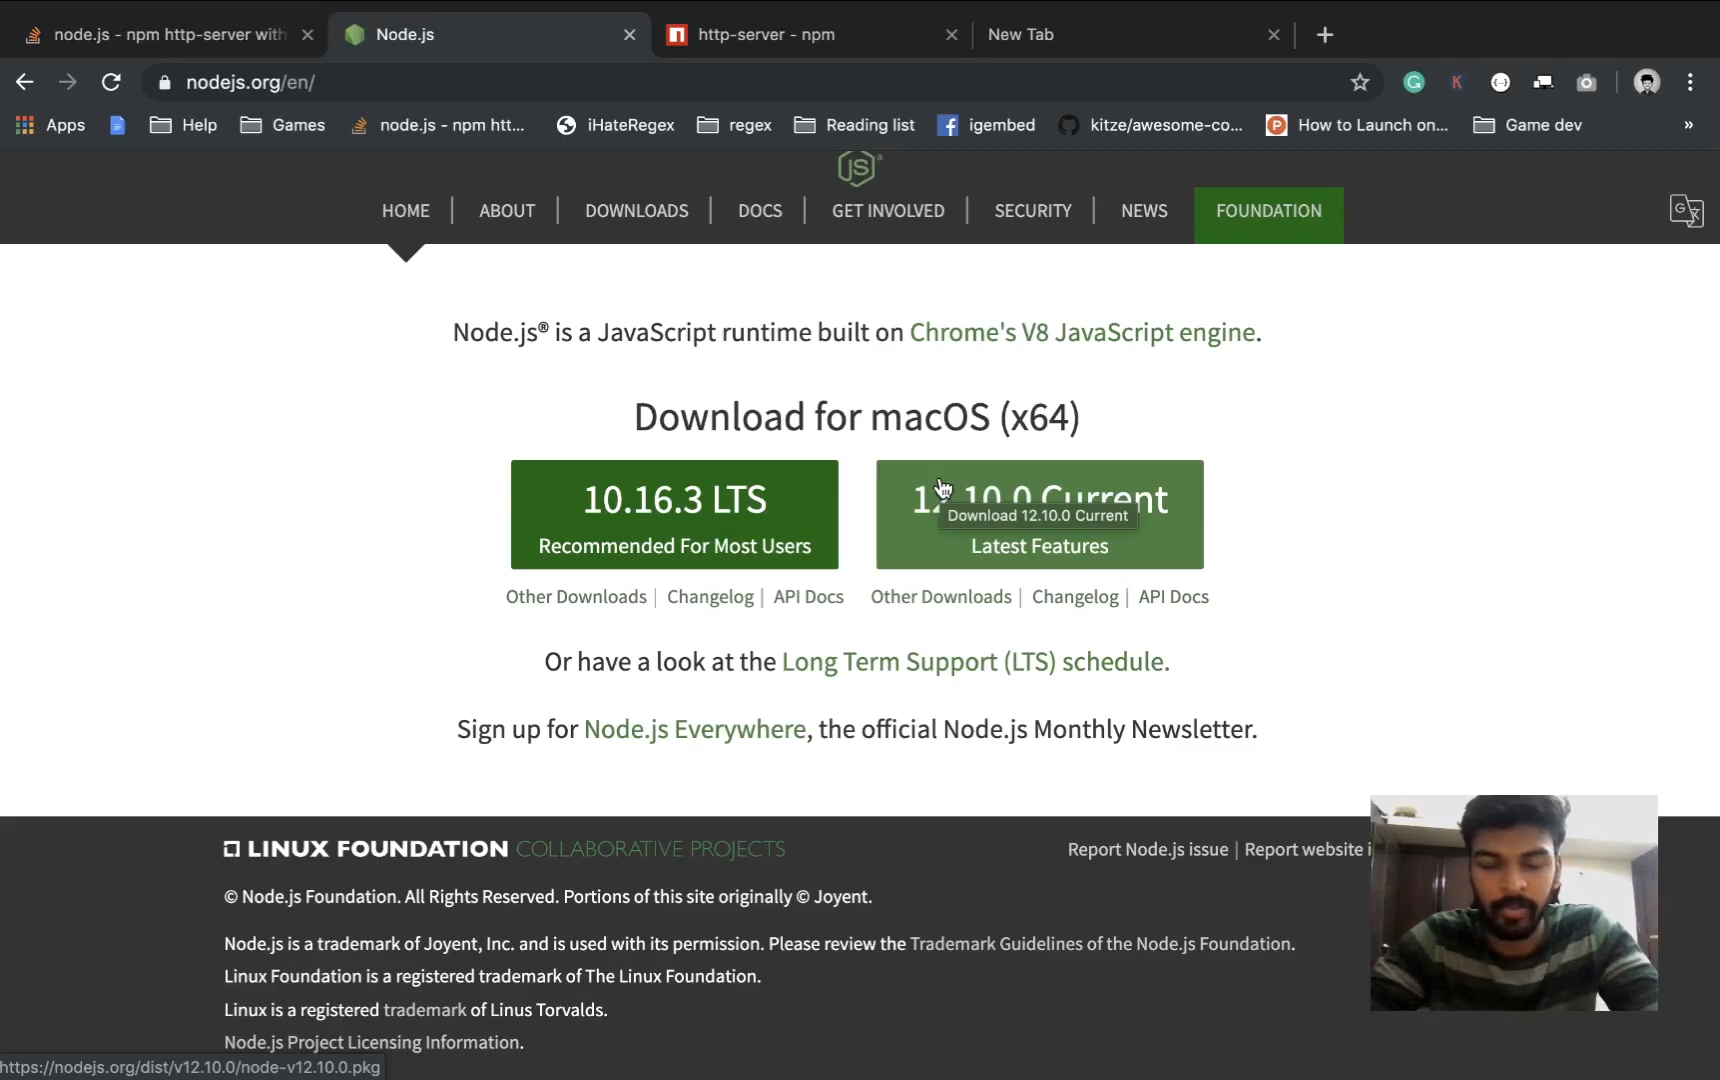 node.js - npm http-server with
Node.js
http-server - npm
New Tab
nodejs.org/en/
Apps
Help
Games
node.js - npm htt...
iHateRegex
regex
Reading list
igembed
kitze/awesome-co...
How to Launch on...
Game dev
»
JS
HOME
ABOUT
DOWNLOADS
DOCS
GET INVOLVED
SECURITY
NEWS
FOUNDATION
Node.js® is a JavaScript runtime built on Chrome's V8 JavaScript engine.
Download for macOS (x64)
10.16.3 LTS
Recommended For Most Users
12.10.0 Current
Download 12.10.0 Current
Latest Features
Other Downloads | Changelog | API Docs
Other Downloads | Changelog | API Docs
Or have a look at the Long Term Support (LTS) schedule.
Sign up for Node.js Everywhere, the official Node.js Monthly Newsletter.
LINUX FOUNDATION COLLABORATIVE PROJECTS
Report Node.js issue | Report website i
© Node.js Foundation. All Rights Reserved. Portions of this site originally © Joyent.
Node.js is a trademark of Joyent, Inc. and is used with its permission. Please review the Trademark Guidelines of the Node.js Foundation.
Linux Foundation is a registered trademark of The Linux Foundation.
Linux is a registered trademark of Linus Torvalds.
Node.js Project Licensing Information.
https://nodejs.org/dist/v12.10.0/node-v12.10.0.pkg